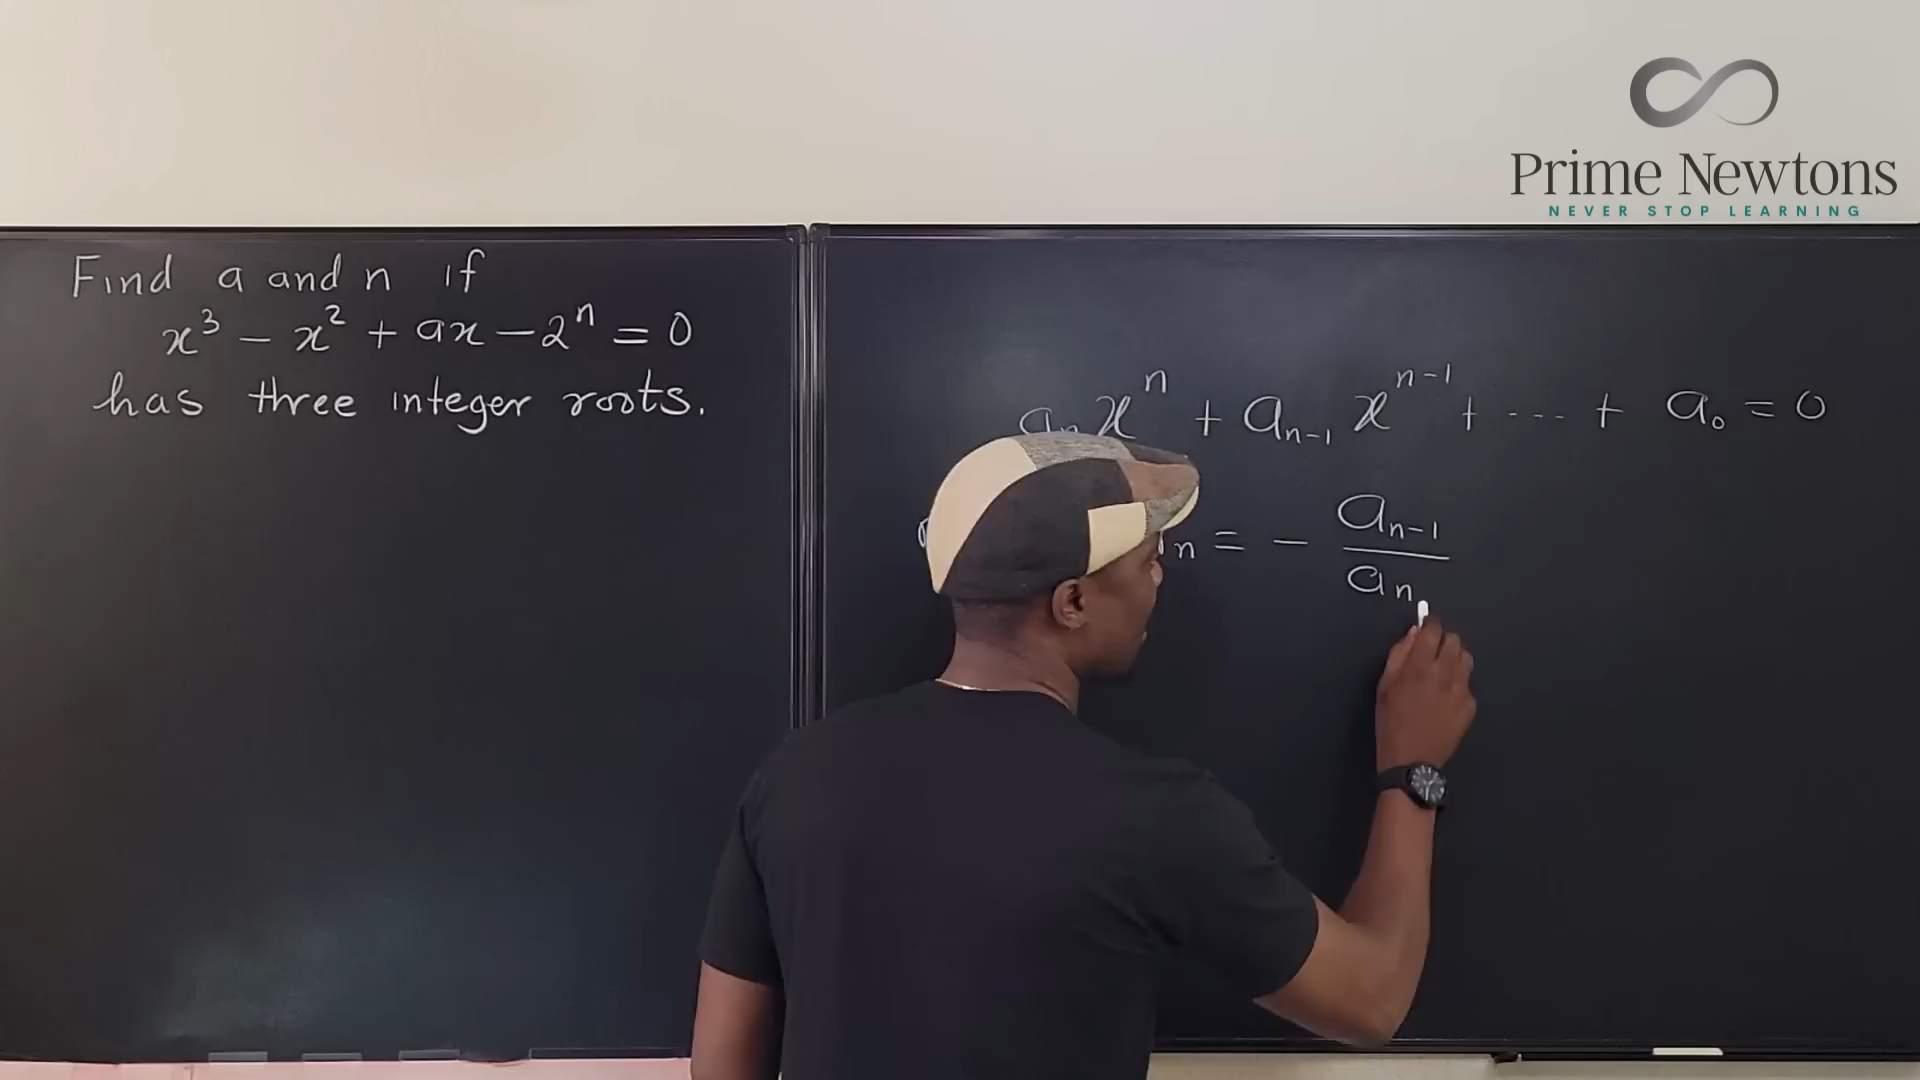 Prime Newtons
NEVER STOP LEARNING
Find a and n if
x³ − x² + ax − 2ⁿ = 0
has three integer roots.
aₙxⁿ + aₙ₋₁xⁿ⁻¹ + --- + a₀ = 0
ₙ = − aₙ₋₁
aₙ